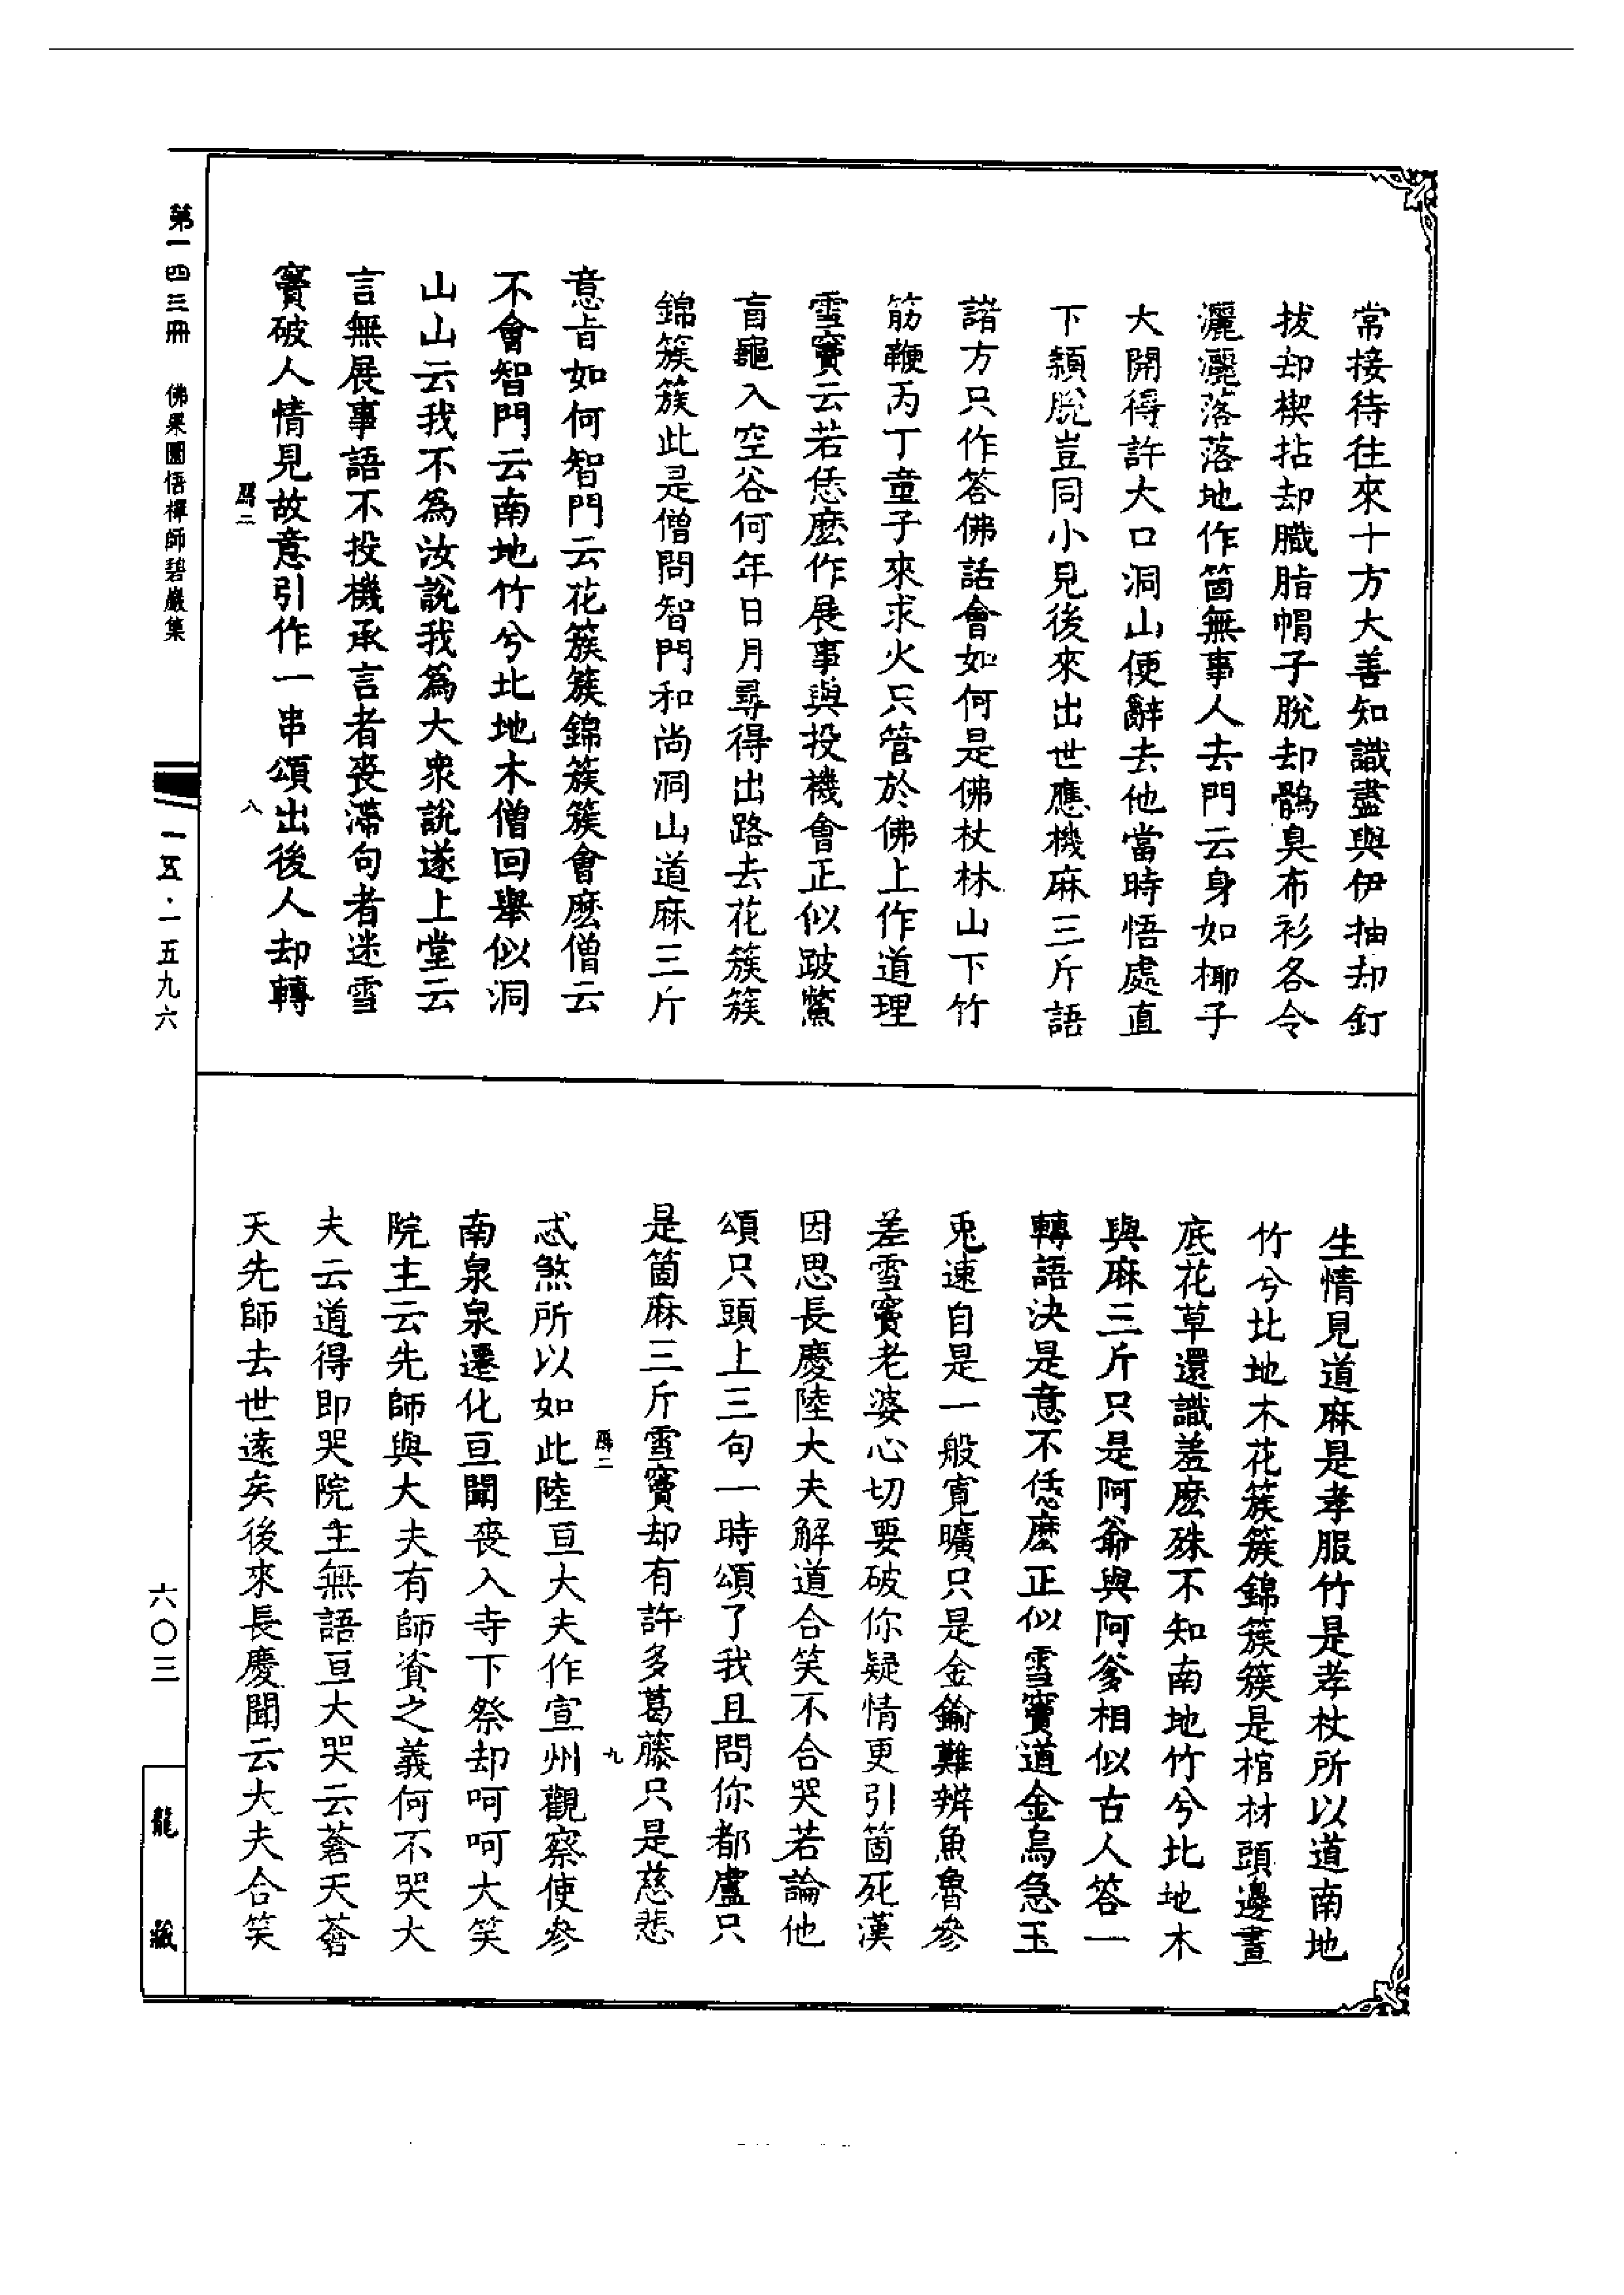 常接待往來十方大善知識盡與伊抽却釘
拔却楔拈却膱脂帽子脫却鶻臭布衫各令
灑灑落落地作箇無事人去門云身如椰子
大開得許大口洞山便辭去他當時悟處直
下頴脫豈同小見後來出世應機麻三斤語
諸方只作答佛話會如何是佛杖林山下竹
筋鞭丙丁童子來求火只管於佛上作道理
雪竇云若恁麼作展事與投機會正似跛鱉
盲龜入空谷何年日月尋得出路去花簇簇
錦簇簇此是僧問智門和尚洞山道麻三斤
意旨如何智門云花簇簇錦簇簇會麼僧云
不會智門云南地竹兮北地木僧回舉似洞
山山云我不為汝說我為大衆說遂上堂云
言無展事語不投機承言者喪滯句者迷雪
竇破人情見故意引作一串頌出後人却轉
八
生情見道麻是孝服竹是孝杖所以道南地
竹兮北地木花簇簇錦簇簇是棺材頭邊畫
底花草還識羞麼殊不知南地竹兮北地木
與麻三斤只是阿爺與阿爹相似古人答一
轉語決是意不恁麼正似雪竇道金烏急玉
兎速自是一般寬曠只是金鍮難辨魚魯參
差雪竇老婆心切要破你疑情更引箇死漢
因思長慶陸大夫解道合笑不合哭若論他
頌只頭上三句一時頌了我且問你都盧只
是箇麻三斤雪竇却有許多葛藤只是慈悲
九
忒煞所以如此陸亘大夫作宣州觀察使參
南泉泉遷化亘聞喪入寺下祭却呵呵大笑
院主云先師與大夫有師資之義何不哭大
夫云道得即哭院主無語亘大哭云蒼天蒼
天先師去世遠矣後來長慶聞云大夫合笑
第一四三冊 佛果圜悟禪師碧巖集
一五·一五九六
六〇三
龍藏